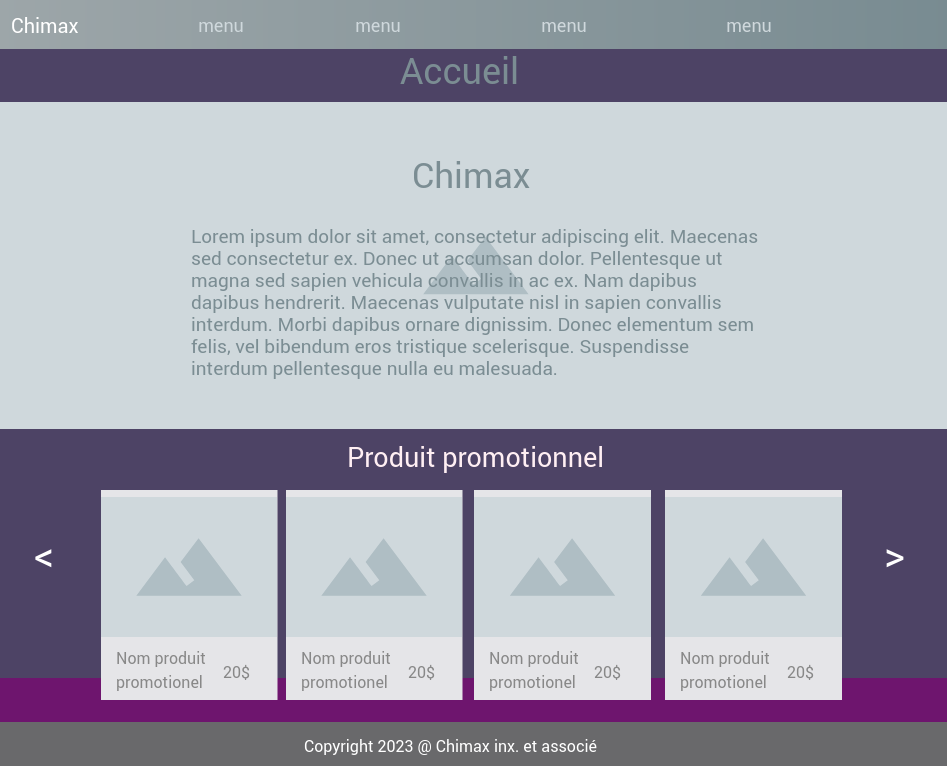 Chimax menu menu menu menu
Accueil
Chimax
Lorem ipsum dolor sit amet, consectetur adipiscing elit. Maecenas
sed consectetur ex. Donec ut accumsan dolor. Pellentesque ut
magna sed sapien vehicula convallis in ac ex. Nam dapibus
dapibus hendrerit. Maecenas vulputate nisl in sapien convallis
interdum. Morbi dapibus ornare dignissim. Donec elementum sem
felis, vel bibendum eros tristique scelerisque. Suspendisse
interdum pellentesque nulla eu malesuada.
Produit promotionnel
< >
Nom produit
promotionel
20$
Nom produit
promotionel
20$
Nom produit
promotionel
20$
Nom produit
promotionel
20$
Copyright 2023 @ Chimax inx. et associé